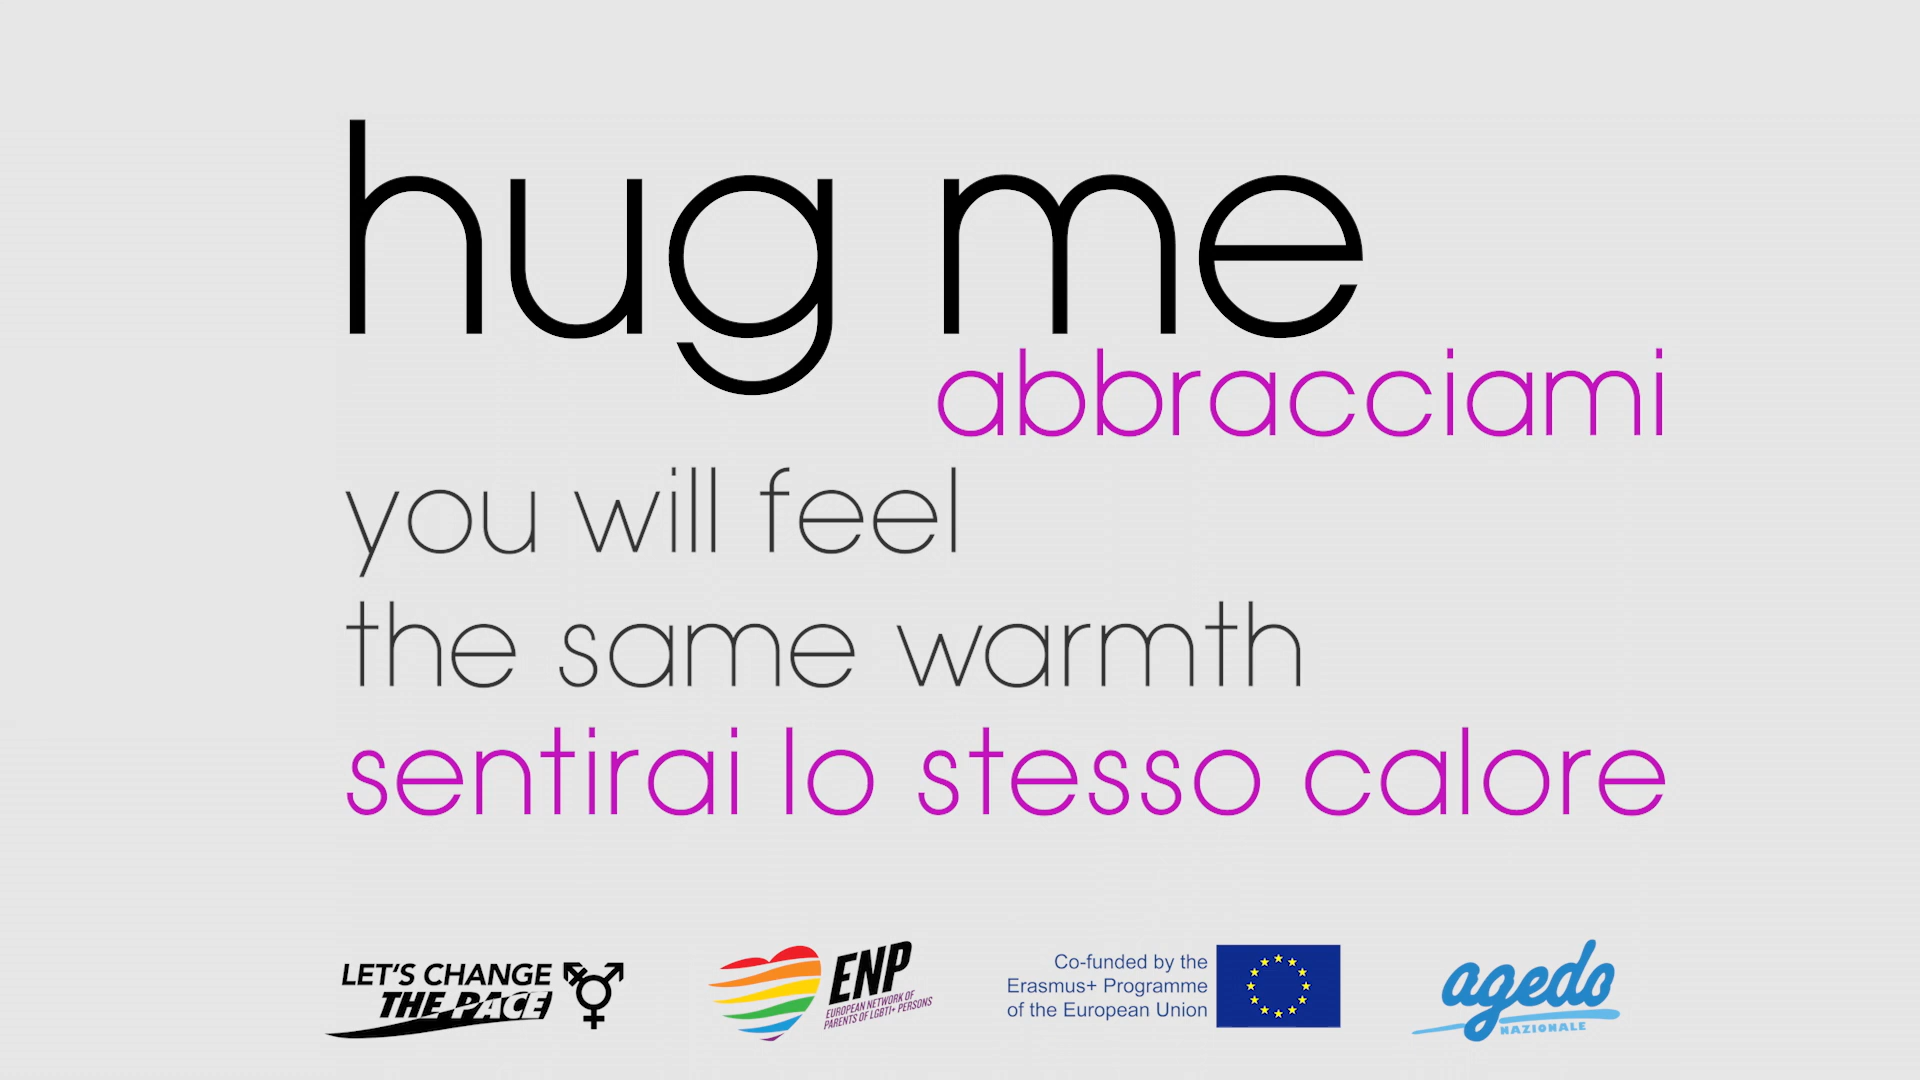 hug me
abbracciami
you will feel
the same warmth
sentirai lo stesso calore
LET'S CHANGE
THE PACE
ENP
EUROPEAN NETWORK OF
PARENTS OF LGBTI+ PERSONS
Co-funded by the
Erasmus+ Programme
of the European Union
agedo
NAZIONALE